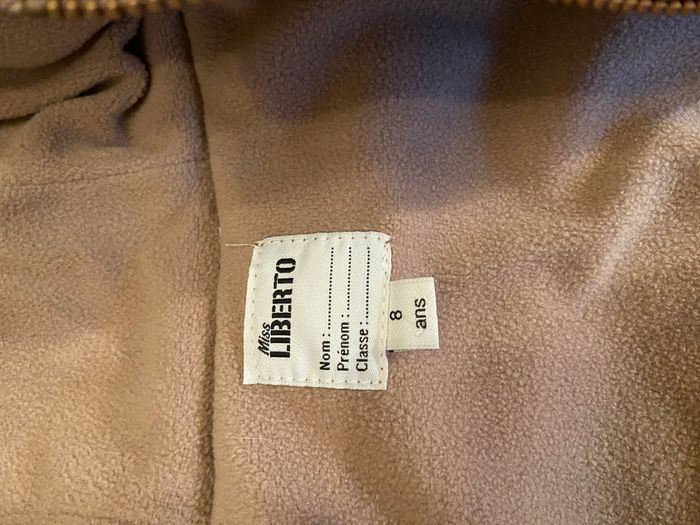 Miss
LIBERTO
Nom :....................
Prénom :................
Classe :..................
8
ans